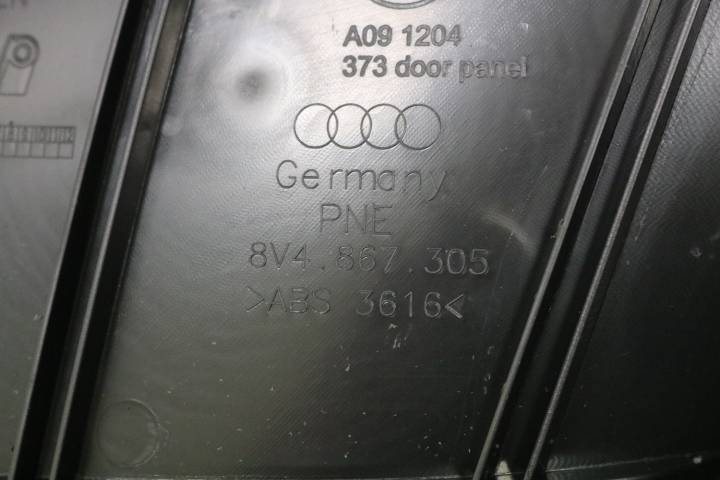 A09 1204
373 door panel
Germany
PNE
8V4.867.305
>ABS 3616<